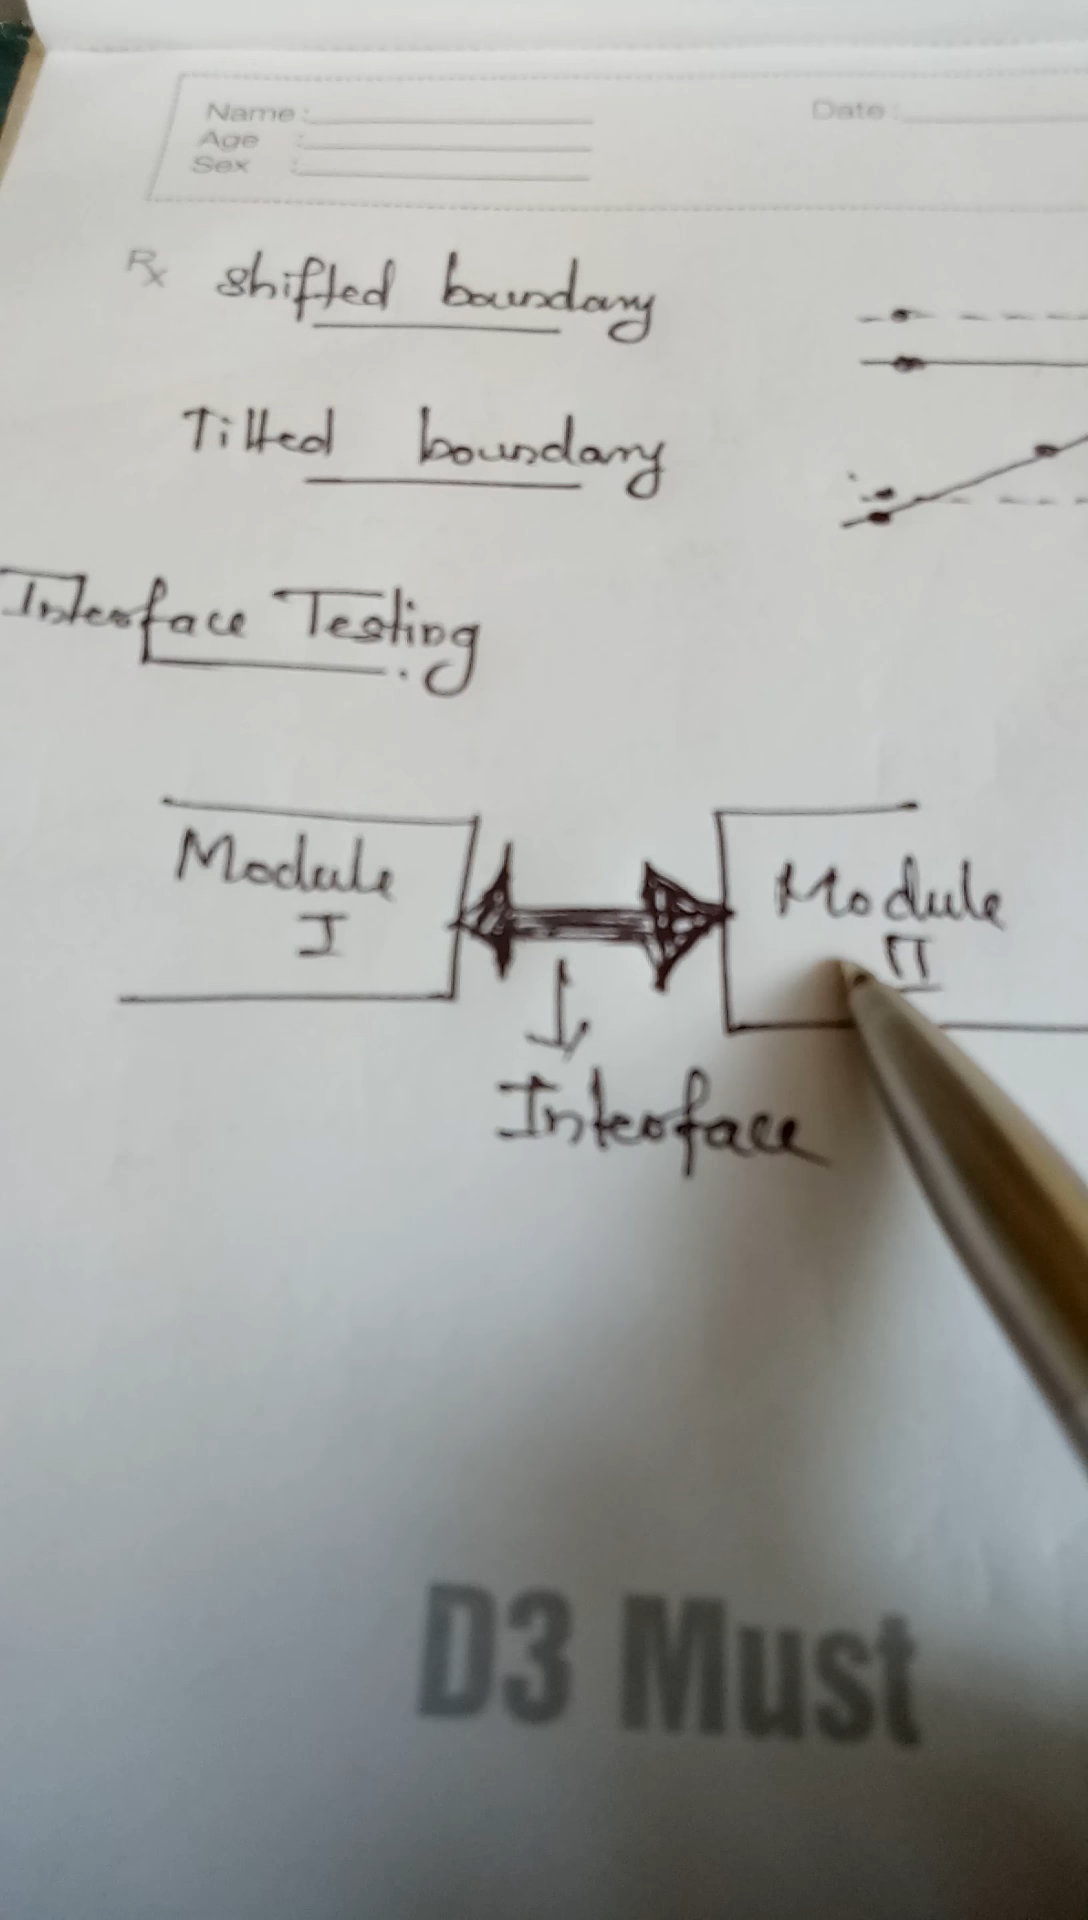 Name :
Date :
Age :
Sex :
Rx shifted boundary
Tilted boundary
Interface Testing
Module
I
Module
II
Interface
D3 Must